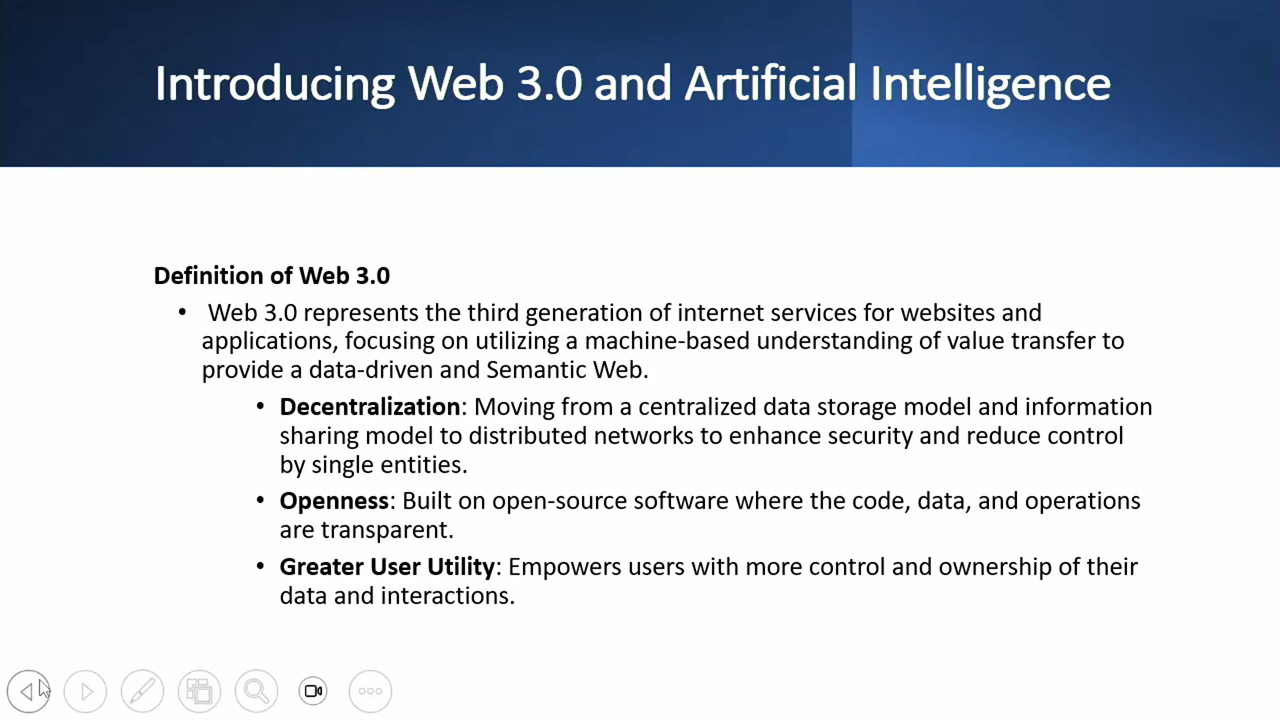 Introducing Web 3.0 and Artificial Intelligence
Definition of Web 3.0
• Web 3.0 represents the third generation of internet services for websites and
applications, focusing on utilizing a machine-based understanding of value transfer to
provide a data-driven and Semantic Web.
• Decentralization: Moving from a centralized data storage model and information
sharing model to distributed networks to enhance security and reduce control
by single entities.
• Openness: Built on open-source software where the code, data, and operations
are transparent.
• Greater User Utility: Empowers users with more control and ownership of their
data and interactions.